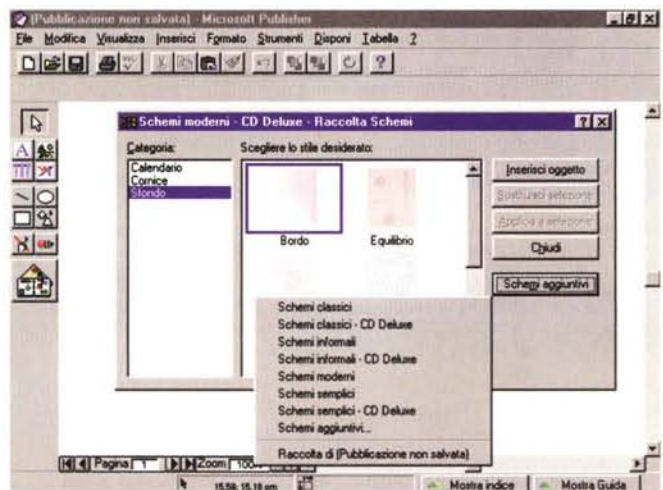 (Pubblicazione non salvata) - Microsoft Publisher
File Modifica Visualizza Inserisci Formato Strumenti Disponi Tabella ?
Schemi moderni - CD Deluxe - Raccolta Schemi
Categoria:
Calendario
Cornice
Sfondo
Scegliere lo stile desiderato:
Bordo
Equilibrio
Inserisci oggetto
Sostituisci selezione
Applica a selezione
Chiudi
Schemi aggiuntivi
Schemi classici
Schemi classici - CD Deluxe
Schemi informali
Schemi informali - CD Deluxe
Schemi moderni
Schemi semplici
Schemi semplici - CD Deluxe
Schemi aggiuntivi...
Raccolta di (Pubblicazione non salvata)
Pagina 1 Zoom
Mostra indice Mostra Guida